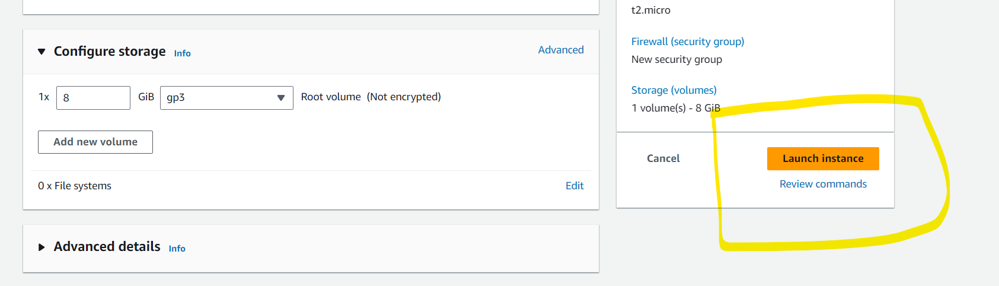 Configure storage Info
Advanced
1x 8 GiB gp3 Root volume (Not encrypted)
Add new volume
0 x File systems
Edit
Advanced details Info
t2.micro
Firewall (security group)
New security group
Storage (volumes)
1 volume(s) - 8 GiB
Cancel
Launch instance
Review commands